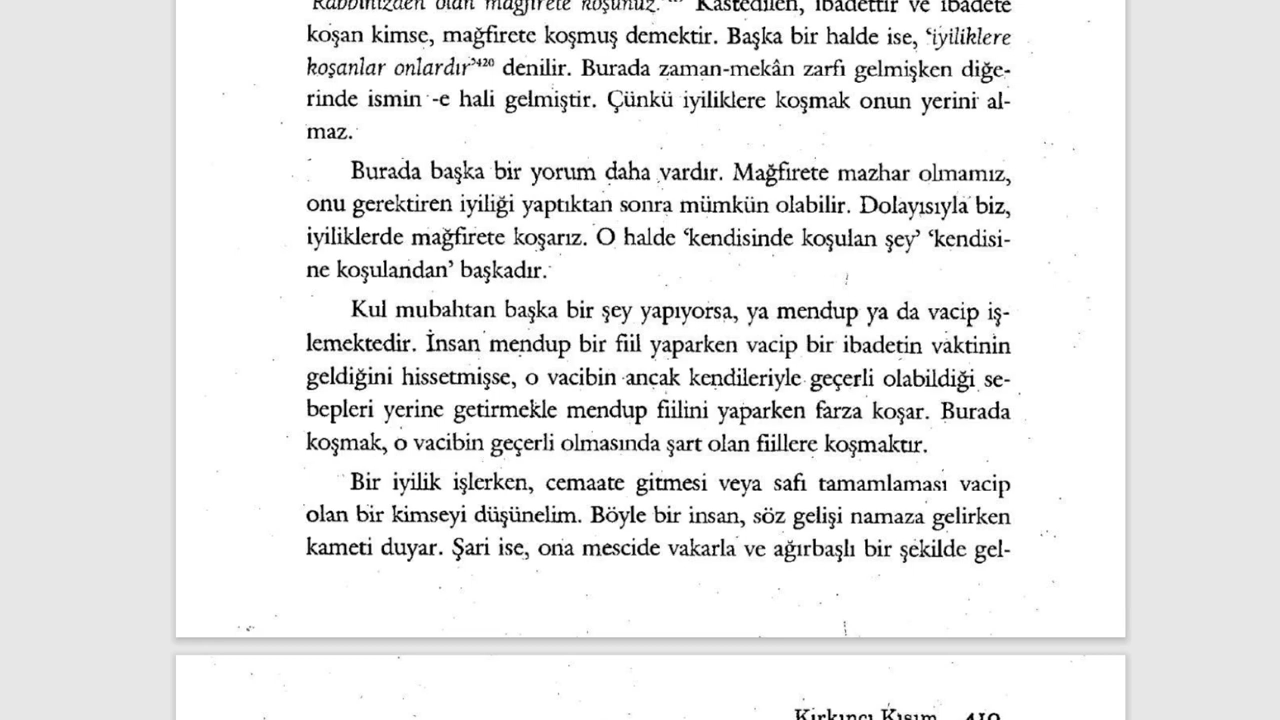 'Rabbinizden olan mağfirete koşunuz. Kastedilen, ibadettir ve ibadete
koşan kimse, mağfirete koşmuş demektir. Başka bir halde ise, 'iyiliklere
koşanlar onlardır'⁴²⁰ denilir. Burada zaman-mekân zarfı gelmişken diğe-
rinde ismin -e hali gelmiştir. Çünkü iyiliklere koşmak onun yerini al-
maz.
Burada başka bir yorum daha vardır. Mağfirete mazhar olmamız,
onu gerektiren iyiliği yaptıktan sonra mümkün olabilir. Dolayısıyla biz,
iyiliklerde mağfirete koşarız. O halde 'kendisinde koşulan şey' 'kendisi-
ne koşulandan' başkadır.
Kul mubahtan başka bir şey yapıyorsa, ya mendup ya da vacip iş-
lemektedir. İnsan mendup bir fiil yaparken vacip bir ibadetin vaktinin
geldiğini hissetmişse, o vacibin ancak kendileriyle geçerli olabildiği se-
bepleri yerine getirmekle mendup fiilini yaparken farza koşar. Burada
koşmak, o vacibin geçerli olmasında şart olan fiillere koşmaktır.
Bir iyilik işlerken, cemaate gitmesi veya safı tamamlaması vacip
olan bir kimseyi düşünelim. Böyle bir insan, söz gelişi namaza gelirken
kameti duyar. Şari ise, ona mescide vakarla ve ağırbaşlı bir şekilde gel-
Kırkıncı Kısım 419